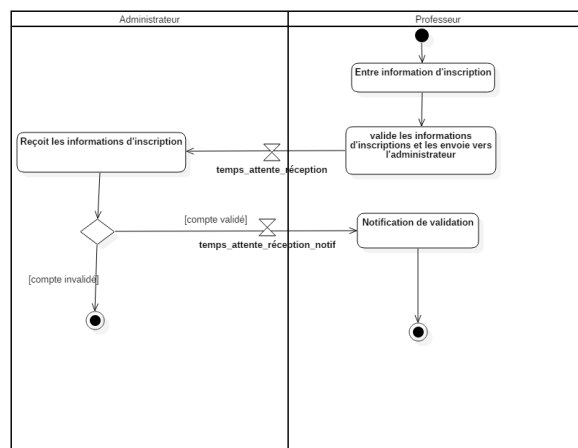 Administrateur
Professeur
Entre information d'inscription
Reçoit les informations d'inscription
valide les informations
d'inscriptions et les envoie vers
l'administrateur
temps_attente_réception
[compte validé]
Notification de validation
temps_attente_réception_notif
[compte invalidé]